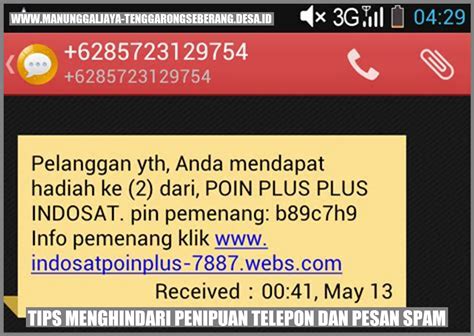 WWW.MANUNGGALJAYA-TENGGARONGSEBERANG.DESA.ID
3G 04:29
+6285723129754
+6285723129754
Pelanggan yth, Anda mendapat
hadiah ke (2) dari, POIN PLUS PLUS
INDOSAT. pin pemenang: b89c7h9
Info pemenang klik www.
indosatpoinplus-7887.webs.com
Received : 00:41, May 13
TIPS MENGHINDARI PENIPUAN TELEPON DAN PESAN SPAM